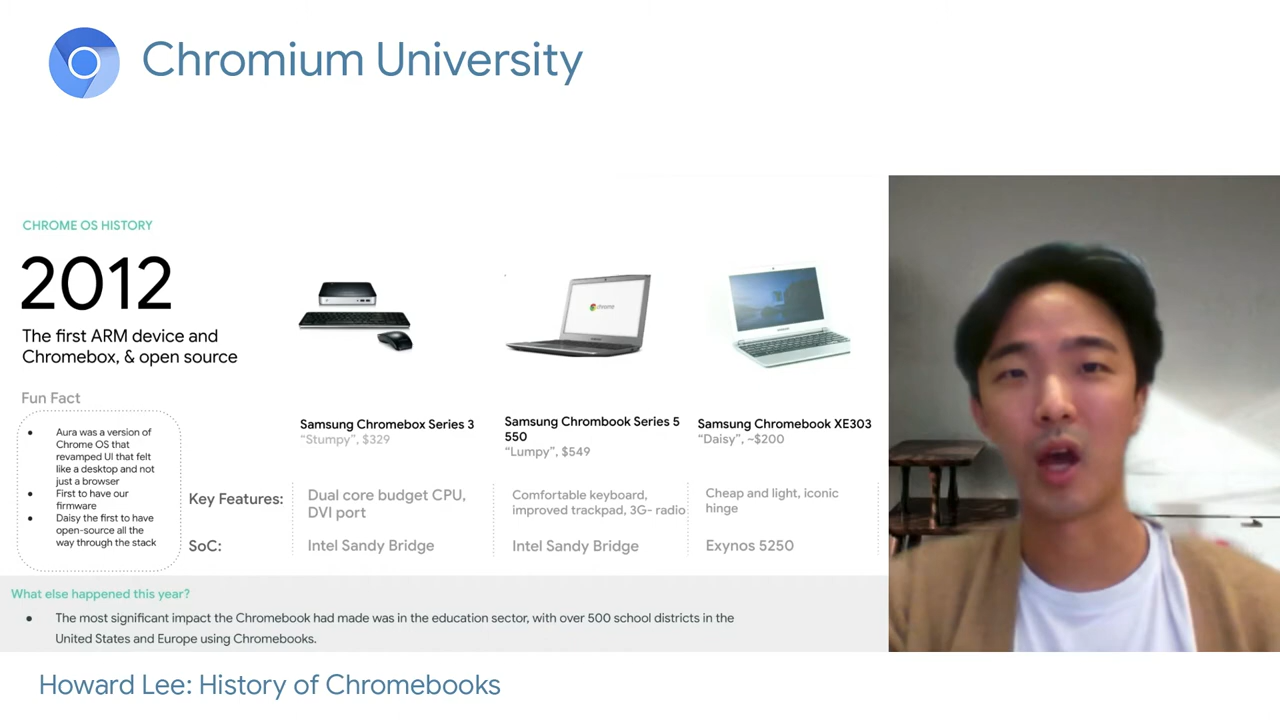 Chromium University
CHROME OS HISTORY
2012
The first ARM device and
Chromebox, & open source
Fun Fact
• Aura was a version of
Chrome OS that
revamped UI that felt
like a desktop and not
just a browser
• First to have our
firmware
• Daisy the first to have
open-source all the
way through the stack
chrome
Samsung Chromebox Series 3
"Stumpy", $329
Samsung Chrombook Series 5
550
"Lumpy", $549
Samsung Chromebook XE303
"Daisy", ~$200
Key Features:
Dual core budget CPU,
DVI port
Comfortable keyboard,
improved trackpad, 3G- radio
Cheap and light, iconic
hinge
SoC:
Intel Sandy Bridge
Intel Sandy Bridge
Exynos 5250
What else happened this year?
• The most significant impact the Chromebook had made was in the education sector, with over 500 school districts in the
United States and Europe using Chromebooks.
Howard Lee: History of Chromebooks